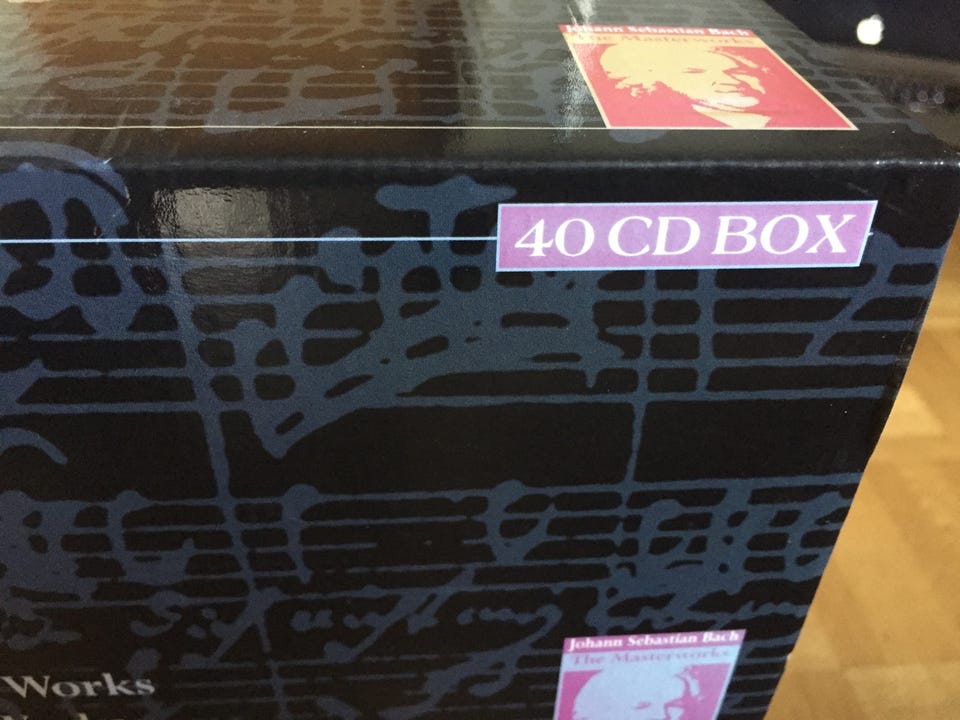 Johann Sebastian Bach
The Masterworks
40 CD BOX
Johann Sebastian Bach
The Masterworks
Works